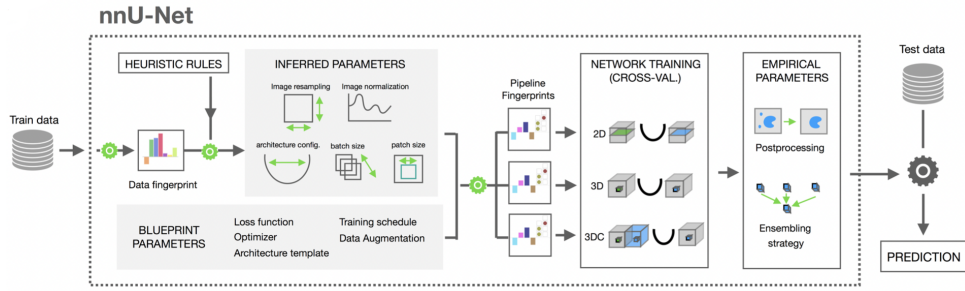 nnU-Net
Train data
HEURISTIC RULES
Data fingerprint
INFERRED PARAMETERS
Image resampling
Image normalization
architecture config.
batch size
patch size
BLUEPRINT
PARAMETERS
Loss function
Optimizer
Architecture template
Training schedule
Data Augmentation
Pipeline
Fingerprints
NETWORK TRAINING
(CROSS-VAL.)
2D
3D
3DC
EMPIRICAL
PARAMETERS
Postprocessing
Ensembling
strategy
Test data
PREDICTION